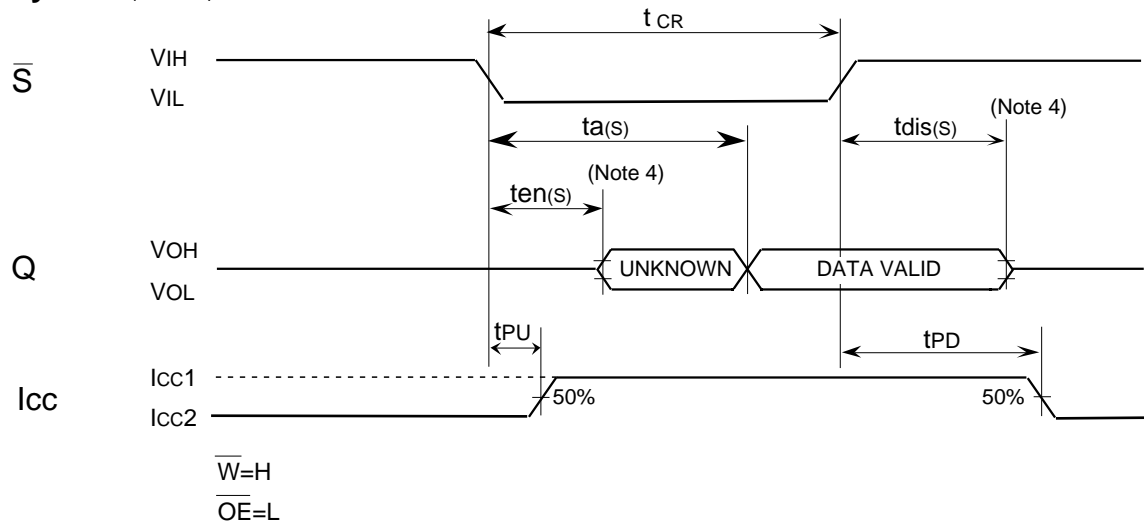 t CR
S
VIH
VIL
(Note 4)
ta(S)
tdis(S)
(Note 4)
ten(S)
Q
VOH
VOL
UNKNOWN
DATA VALID
tPU
tPD
Icc
Icc1
Icc2
50%
50%
W=H
OE=L